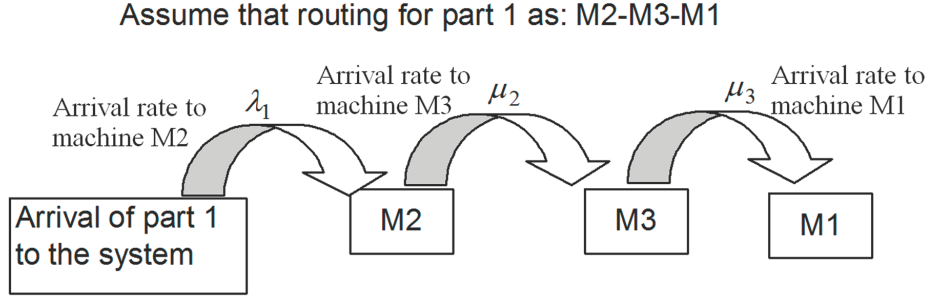 Assume that routing for part 1 as: M2-M3-M1
Arrival rate to
machine M2
λ₁
Arrival rate to
machine M3
μ₂
μ₃
Arrival rate to
machine M1
Arrival of part 1
to the system
M2
M3
M1